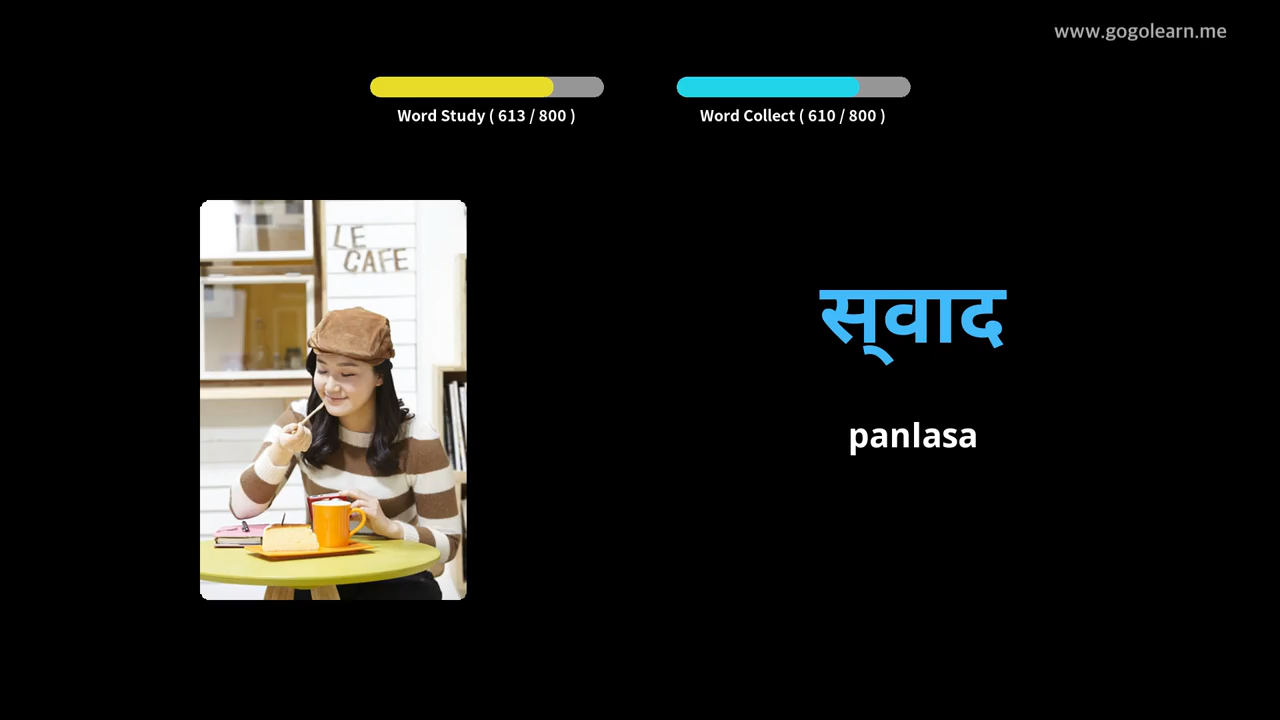 www.gogolearn.me
Word Study ( 613 / 800 )
Word Collect ( 610 / 800 )
LE
CAFE
स्‌वाद
panlasa